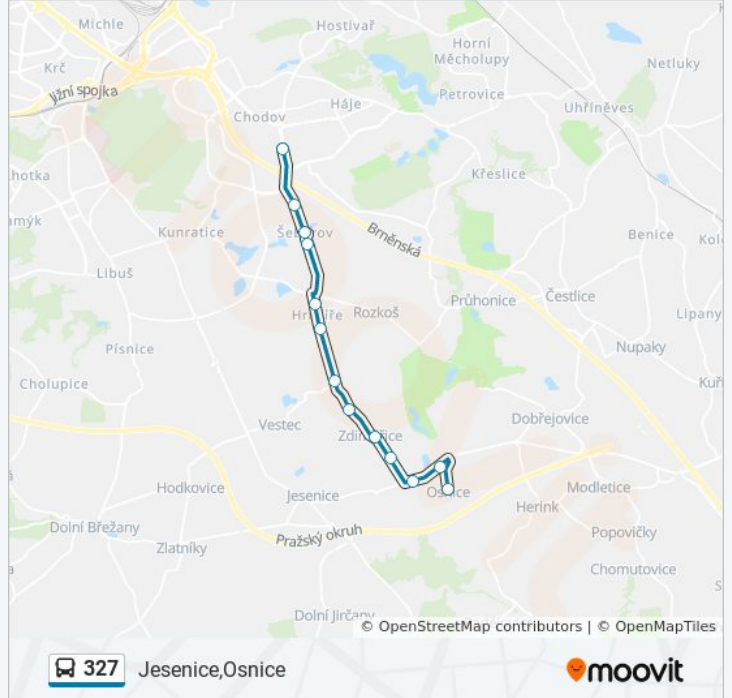 Michle
Hostivař
Horní
Měcholupy
Krč
Netluky
Jižní spojka
Petrovice
Háje
Uhříněves
Chodov
Křeslice
Kunratice
Šeberov
Brněnská
Benice
Libuš
Průhonice
Čestlice
Rozkoš
Lipany
Písnice
Nupaky
Cholupice
Vestec
Dobřejovice
Hodkovice
Jesenice
Osnice
Modletice
Herink
Dolní Břežany
Pražský okruh
Popovičky
Zlatníky
Chomutovice
Dolní Jirčany
© OpenStreetMap contributors | © OpenMapTiles
327 Jesenice,Osnice
moovit